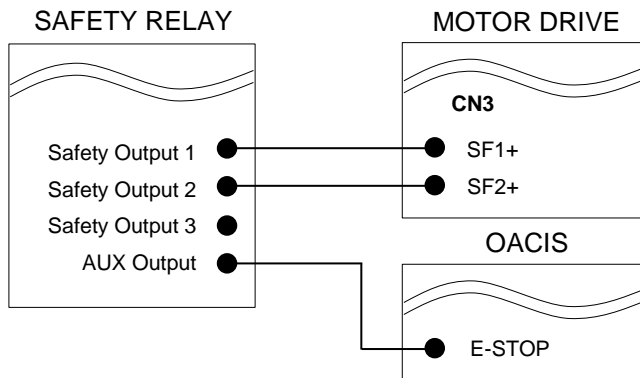 SAFETY RELAY
Safety Output 1
Safety Output 2
Safety Output 3
AUX Output
MOTOR DRIVE
CN3
SF1+
SF2+
OACIS
E-STOP